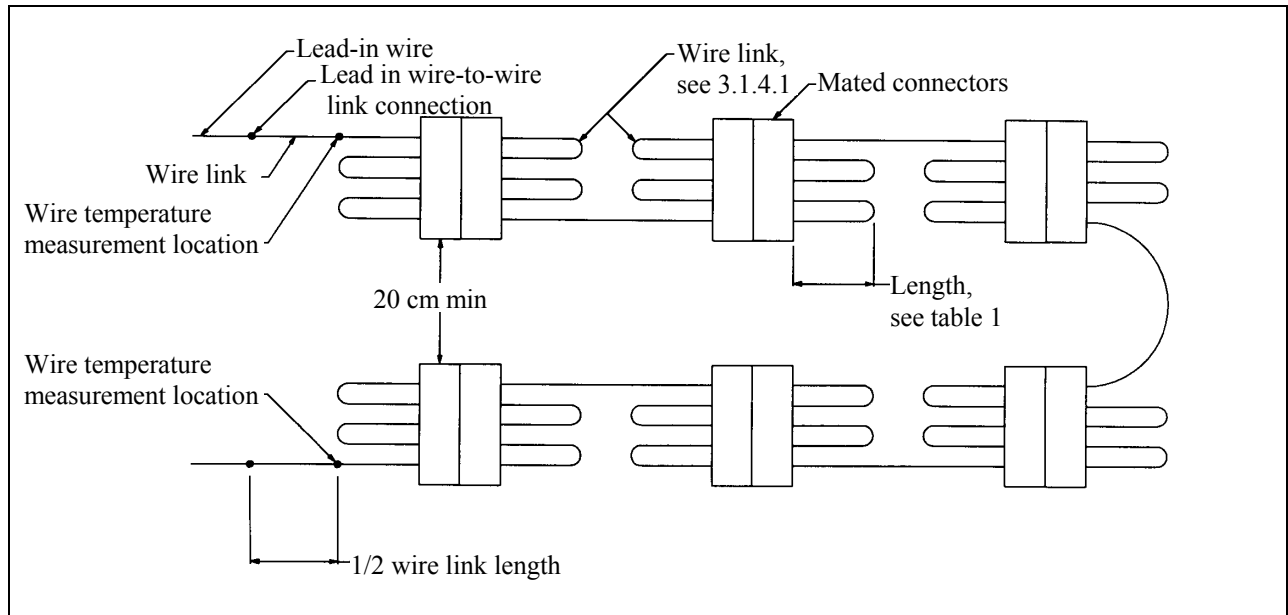 Lead-in wire
Lead in wire-to-wire
link connection
Wire link,
see 3.1.4.1
Mated connectors
Wire link
Wire temperature
measurement location
20 cm min
Length,
see table 1
Wire temperature
measurement location
1/2 wire link length